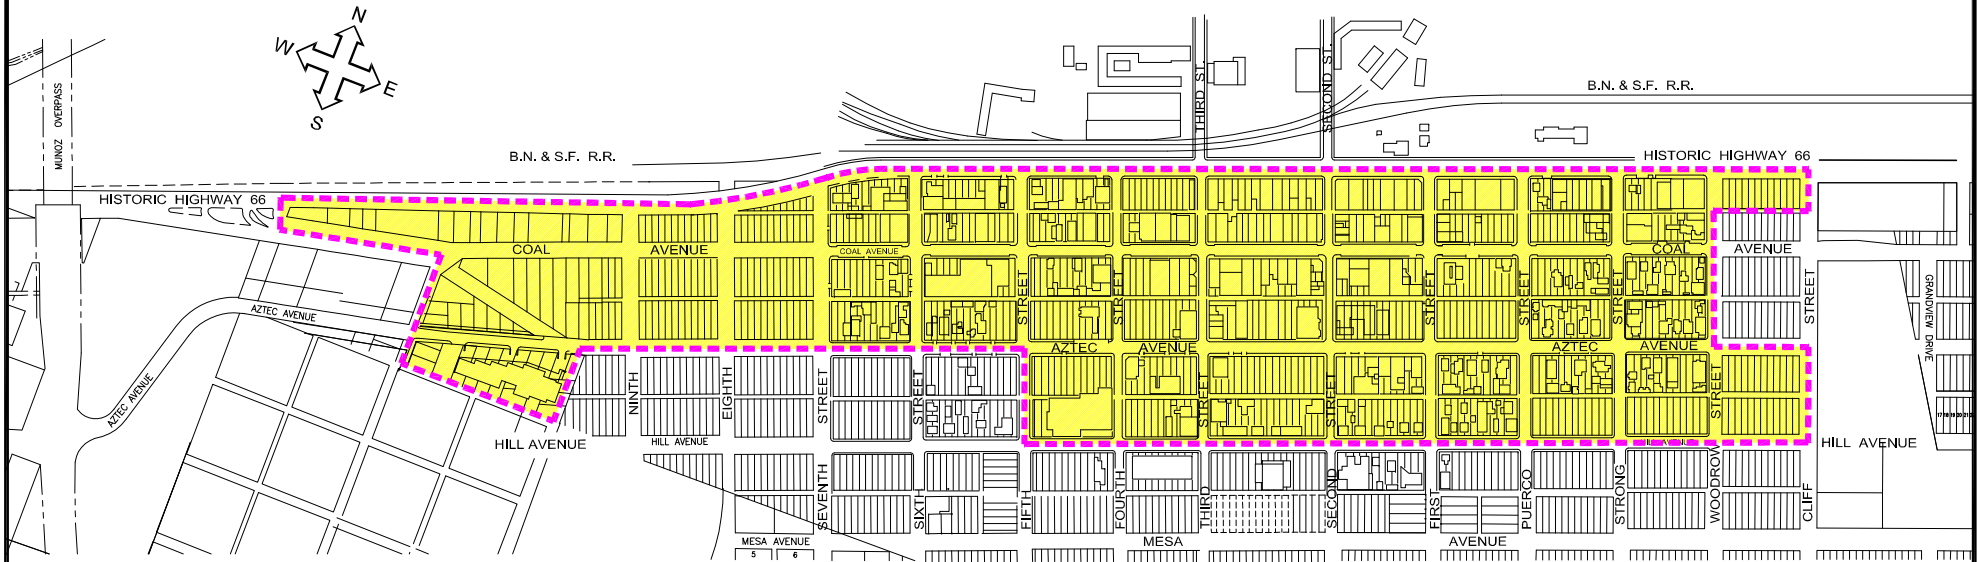 N
W
E
S
MUNOZ OVERPASS
THIRD ST.
SECOND ST.
B.N. & S.F. R.R.
B.N. & S.F. R.R.
HISTORIC HIGHWAY 66
HISTORIC HIGHWAY 66
COAL
AVENUE
COAL AVENUE
COAL
AVENUE
STREET
STREET
STREET
STREET
STREET
STREET
GRANDVIEW DRIVE
AZTEC AVENUE
AZTEC
AVENUE
AZTEC
AVENUE
AZTEC AVENUE
NINTH
EIGHTH
STREET
STREET
STREET
STREET
STREET
HILL AVENUE
HILL AVENUE
HILL AVENUE
HILL AVENUE
SEVENTH
SIXTH
FIFTH
FOURTH
THIRD
SECOND
FIRST
PUERCO
STRONG
WOODROW
CLIFF
MESA AVENUE
MESA
AVENUE
5
6